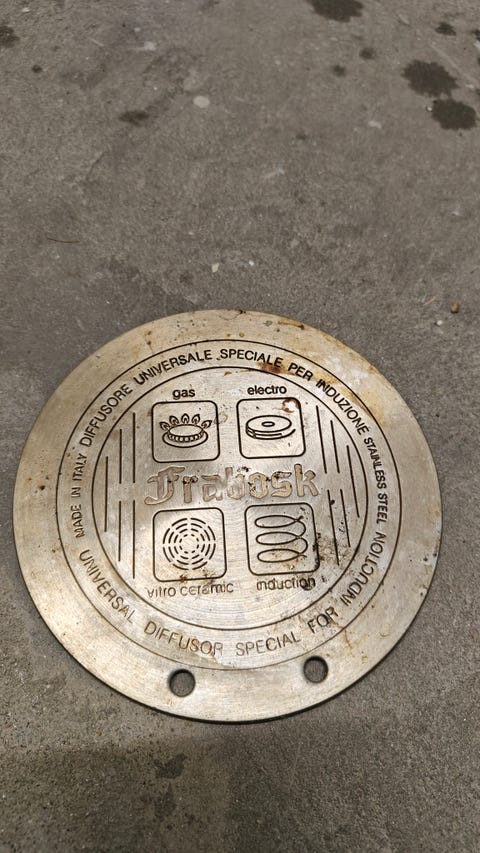 MADE IN ITALY DIFFUSORE UNIVERSALE SPECIALE PER INDUZIONE STAINLESS STEEL
gas
electro
Frabosk
vitro ceramic
induction
UNIVERSAL DIFFUSOR SPECIAL FOR INDUCTION